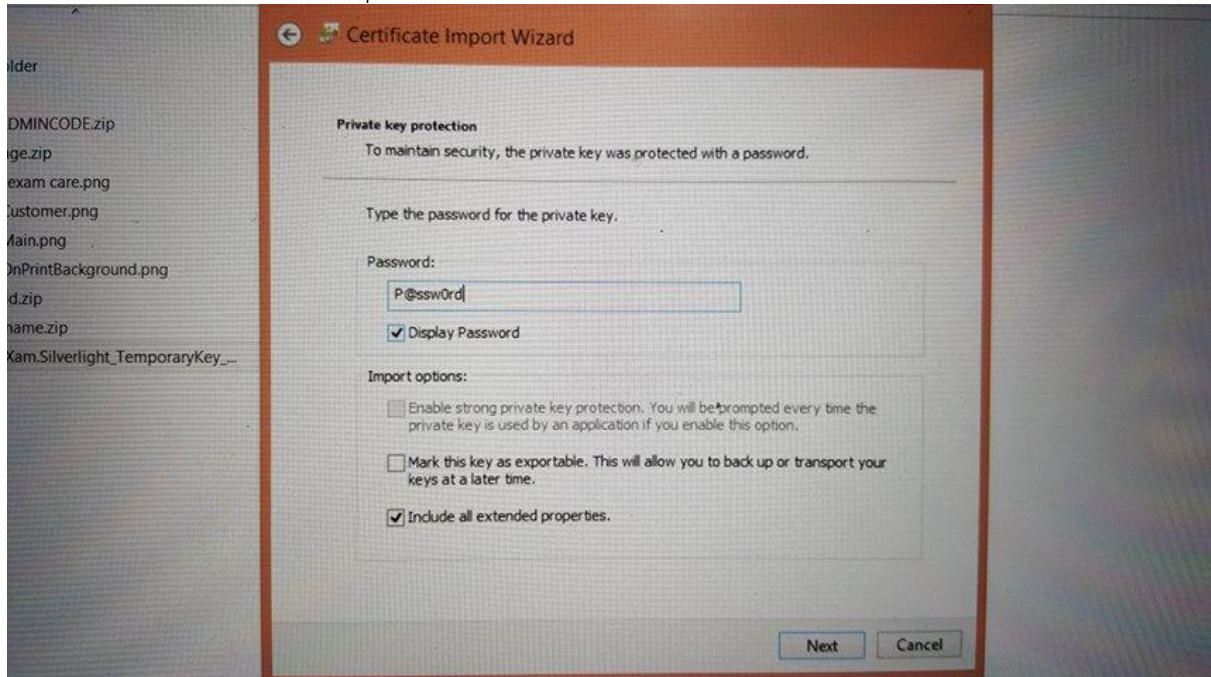 Certificate Import Wizard
lder
DMINCODE.zip
ge.zip
exam care.png
Customer.png
Main.png
OnPrintBackground.png
d.zip
name.zip
Xam.Silverlight_TemporaryKey_...
Private key protection
To maintain security, the private key was protected with a password.
Type the password for the private key.
Password:
P@ssw0rd
Display Password
Import options:
Enable strong private key protection. You will be prompted every time the
private key is used by an application if you enable this option.
Mark this key as exportable. This will allow you to back up or transport your
keys at a later time.
Include all extended properties.
Next
Cancel